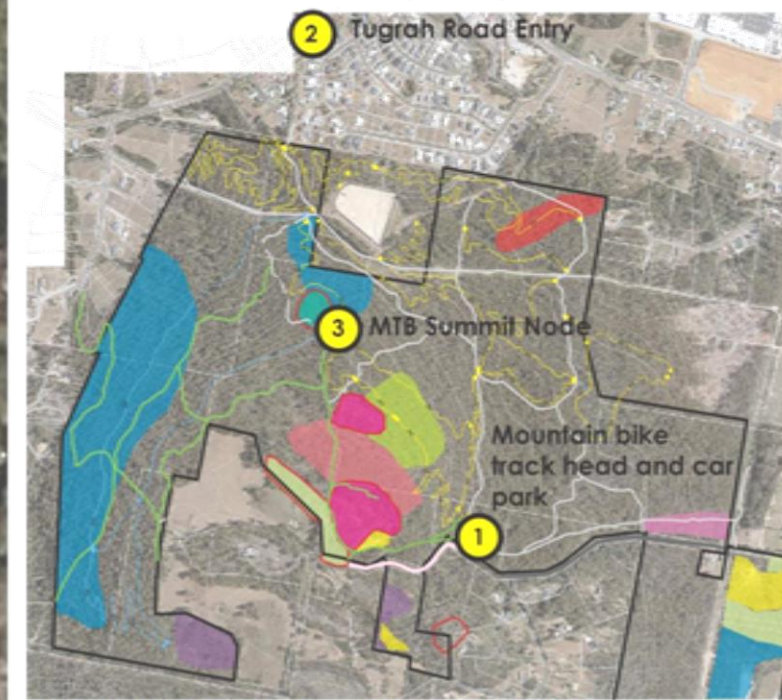 2 Tugrah Road Entry
3 MTB Summit Node
Mountain bike
track head and car
park
1